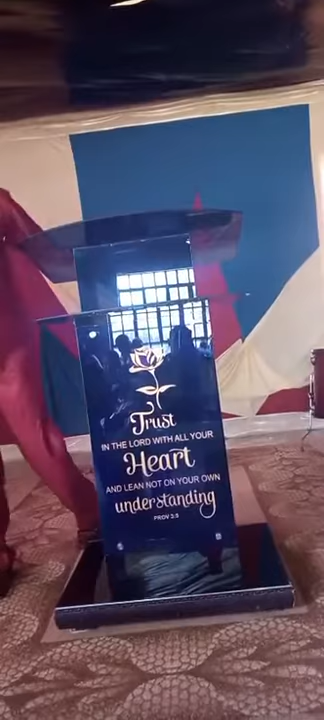 Trust
IN THE LORD WITH ALL YOUR
Heart
AND LEAN NOT ON YOUR OWN
understanding
PROV 3:5